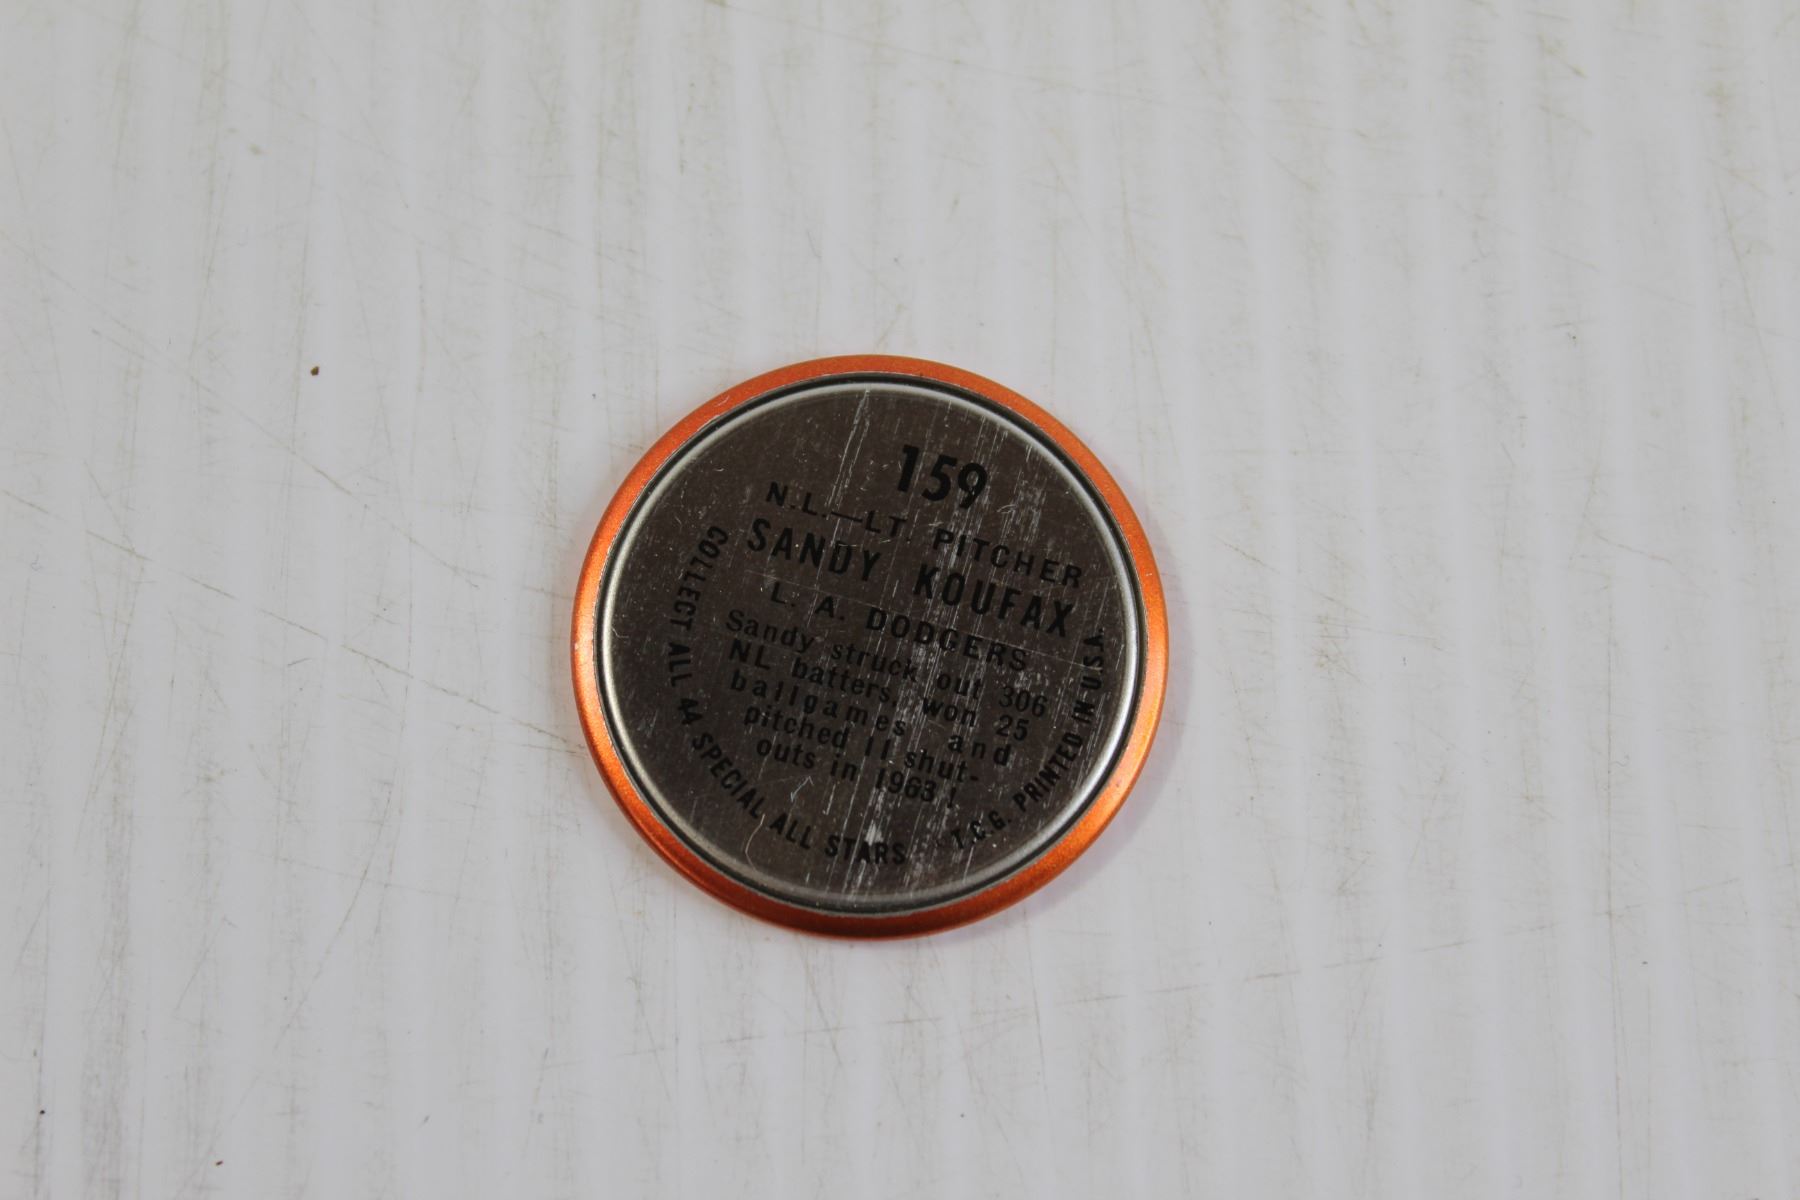 159
N.L.—LT. PITCHER
SANDY KOUFAX
L. A. DODGERS
Sandy struck out 306
NL batters, won 25
ballgames and
pitched 11 shut-
outs in 1963!
COLLECT ALL 44 SPECIAL ALL STARS
T.C.G. PRINTED IN U.S.A.